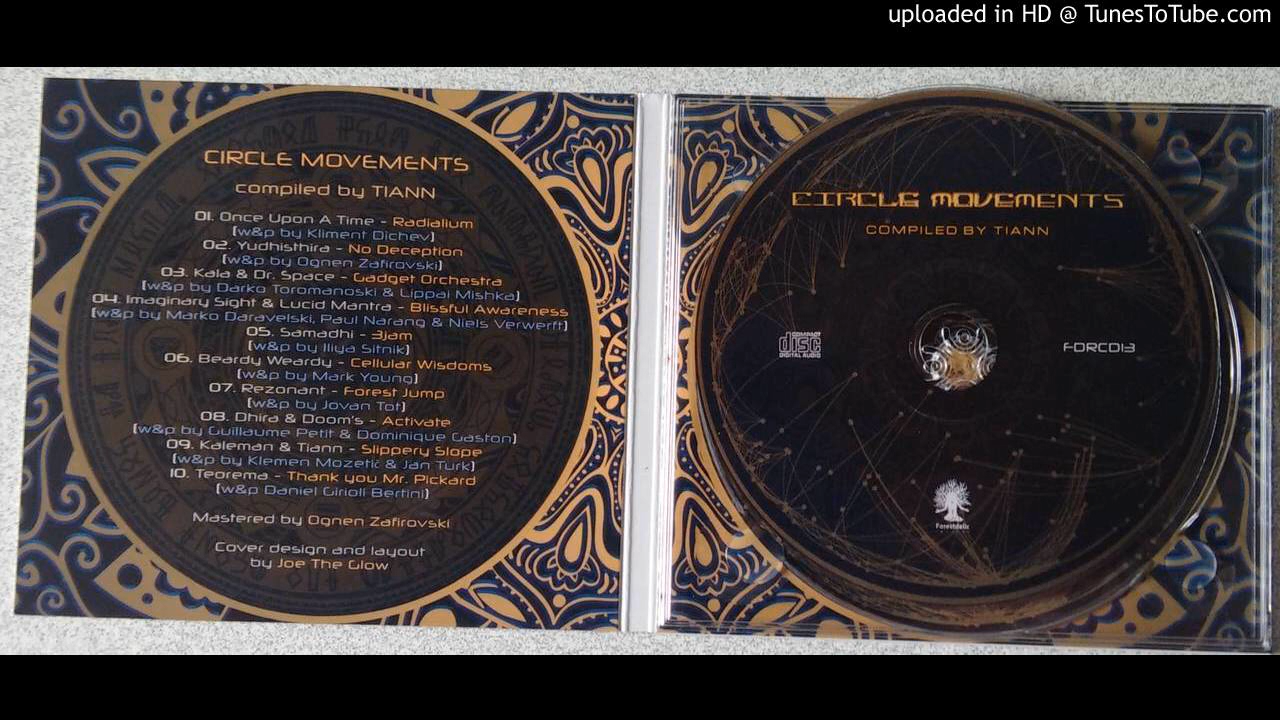 uploaded in HD @ TunesToTube.com
CIRCLE MOVEMENTS
compiled by TIANN
01. Once Upon A Time - Radialium
(w&p by Kliment Dichev)
02. Yudhisthira - No Deception
(w&p by Ognen Zafirovski)
03. Kala & Dr. Space - Gadget Orchestra
(w&p by Darko Toromanoski & Lippai Mishka)
04. Imaginary Sight & Lucid Mantra - Blissful Awareness
(w&p by Marko Daravelski, Paul Narang & Niels Verwerft)
05. Samadhi - 3jam
(w&p by Iliya Sitnik)
06. Beardy Weardy - Cellular Wisdoms
(w&p by Mark Young)
07. Rezonant - Forest Jump
(w&p by Jovan Tot)
08. Dhira & Doom's - Activate
(w&p by Guillaume Petit & Dominique Gaston)
09. Kaleman & Tiann - Slippery Slope
(w&p by Klemen Mozetič & Jan Turk)
10. Teorema - Thank you Mr. Pickard
(w&p Daniel Girioli Bertini)
Mastered by Ognen Zafirovski
Cover design and layout
by Joe The Glow
CIRCLE MOVEMENTS
COMPILED BY TIANN
COMPACT
disc
DIGITAL AUDIO
FDRCD13
Forestdelic